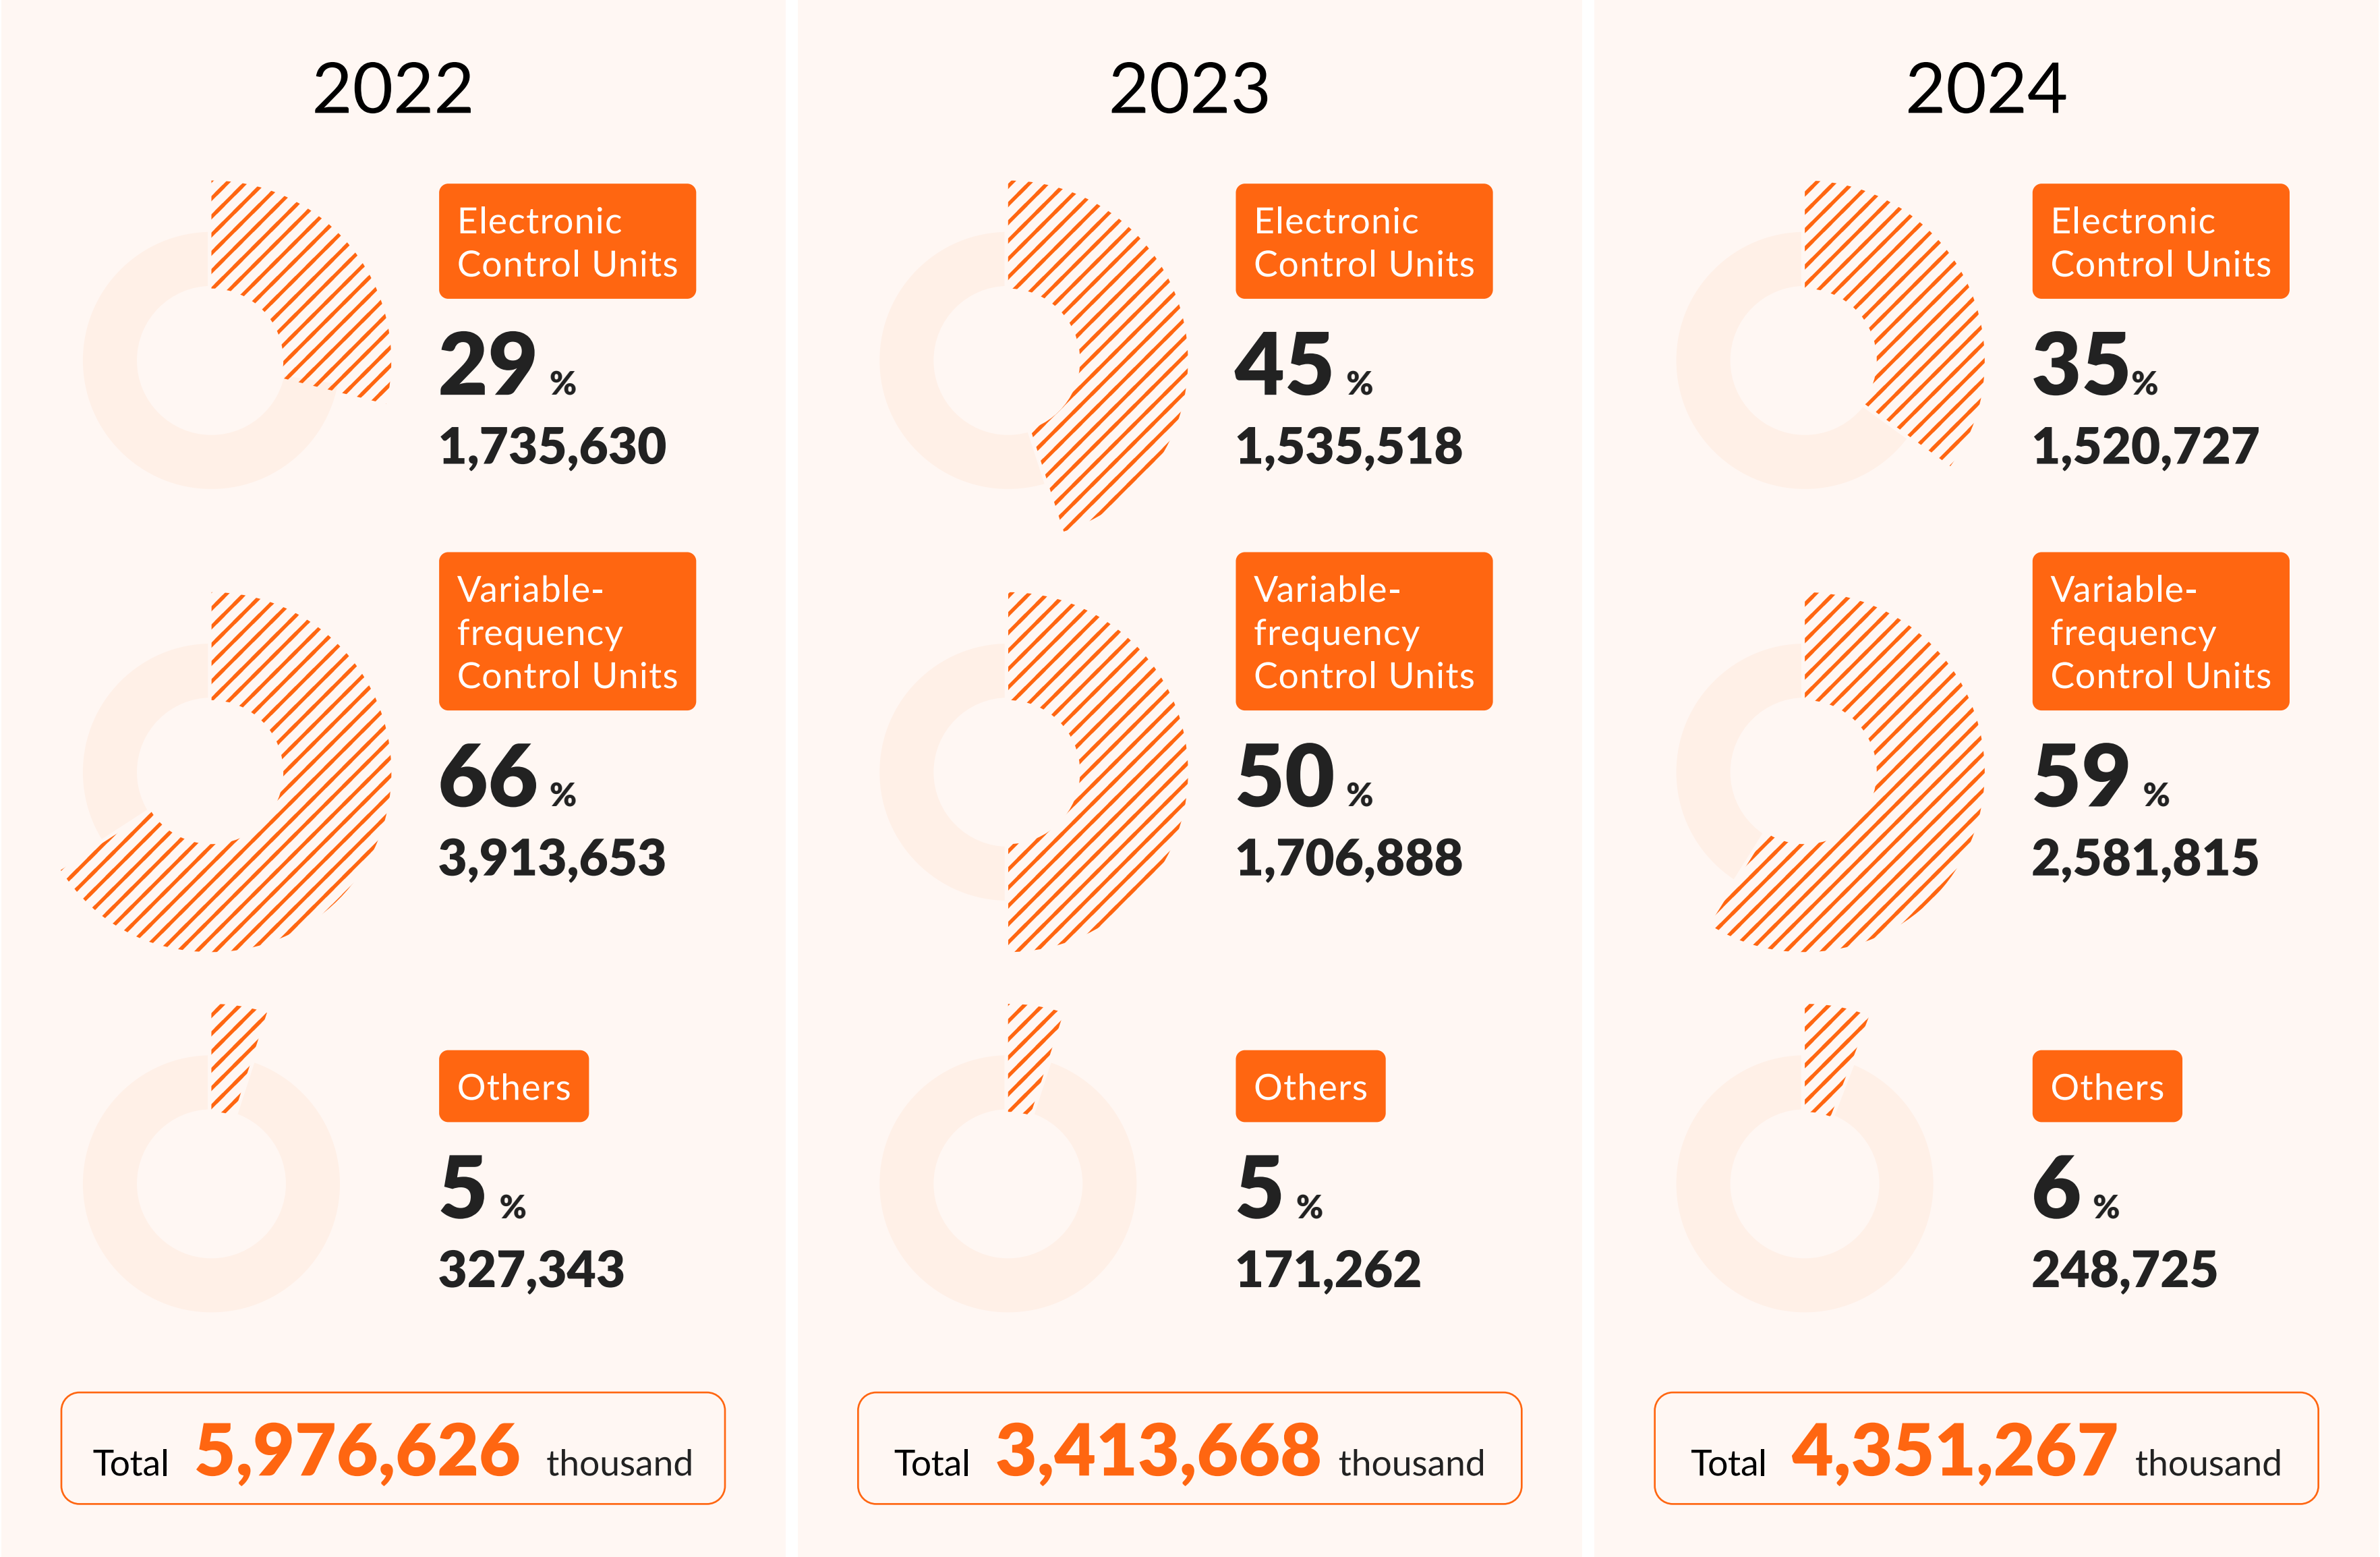 2022
Electronic
Control Units
29 %
1,735,630
Variable-
frequency
Control Units
66 %
3,913,653
Others
5 %
327,343
Total 5,976,626 thousand
2023
Electronic
Control Units
45 %
1,535,518
Variable-
frequency
Control Units
50 %
1,706,888
Others
5 %
171,262
Total 3,413,668 thousand
2024
Electronic
Control Units
35%
1,520,727
Variable-
frequency
Control Units
59 %
2,581,815
Others
6 %
248,725
Total 4,351,267 thousand